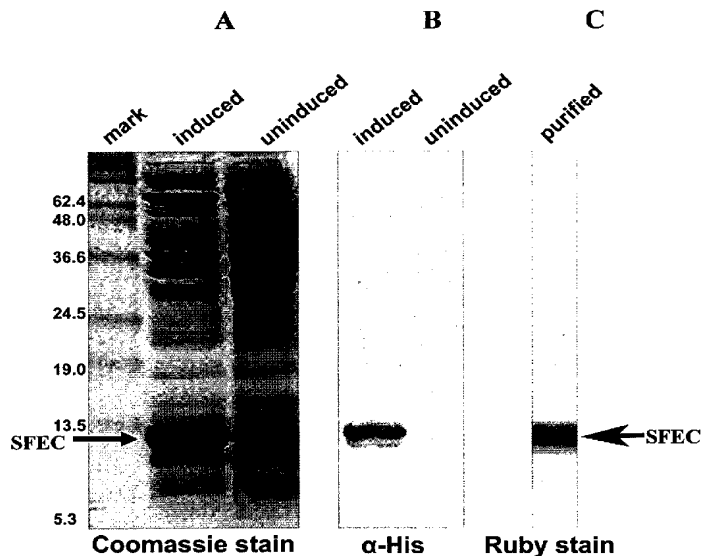 A
B
C
mark
induced
uninduced
induced
uninduced
purified
62.4
48.0
36.6
24.5
19.0
13.5
SFEC
SFEC
5.3
Coomassie stain
α-His
Ruby stain